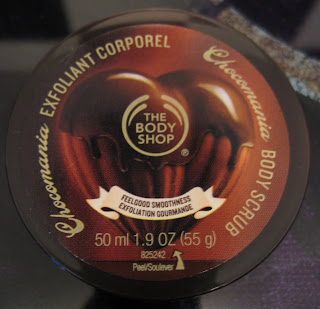 Chocomania EXFOLIANT CORPOREL
Chocomania BODY SCRUB
THE
BODY
SHOP
®
FEELGOOD SMOOTHNESS
EXFOLIATION GOURMANDE
50 ml 1.9 OZ (55 g)
825242
Peel/Soulever